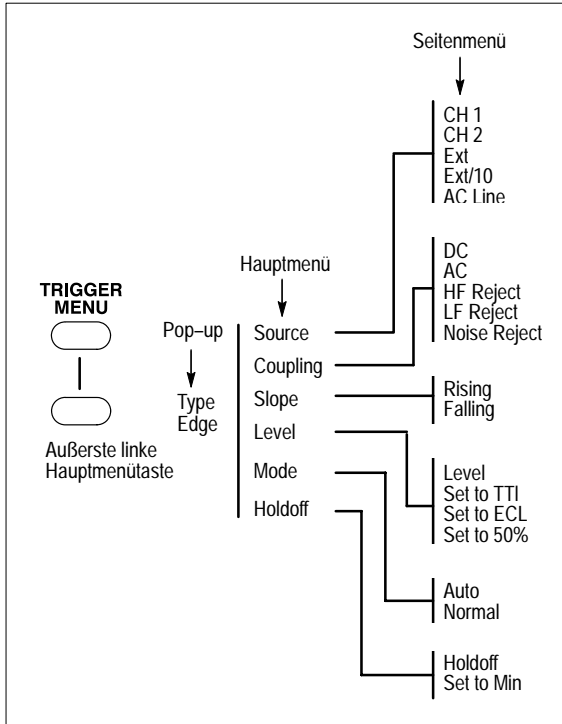 Seitenmenü
CH 1
CH 2
Ext
Ext/10
AC Line
DC
AC
HF Reject
LF Reject
Noise Reject
Hauptmenü
TRIGGER
MENU
Pop–up
Type
Edge
Außerste linke
Hauptmenütaste
Source
Coupling
Slope
Level
Mode
Holdoff
Rising
Falling
Level
Set to TTI
Set to ECL
Set to 50%
Auto
Normal
Holdoff
Set to Min